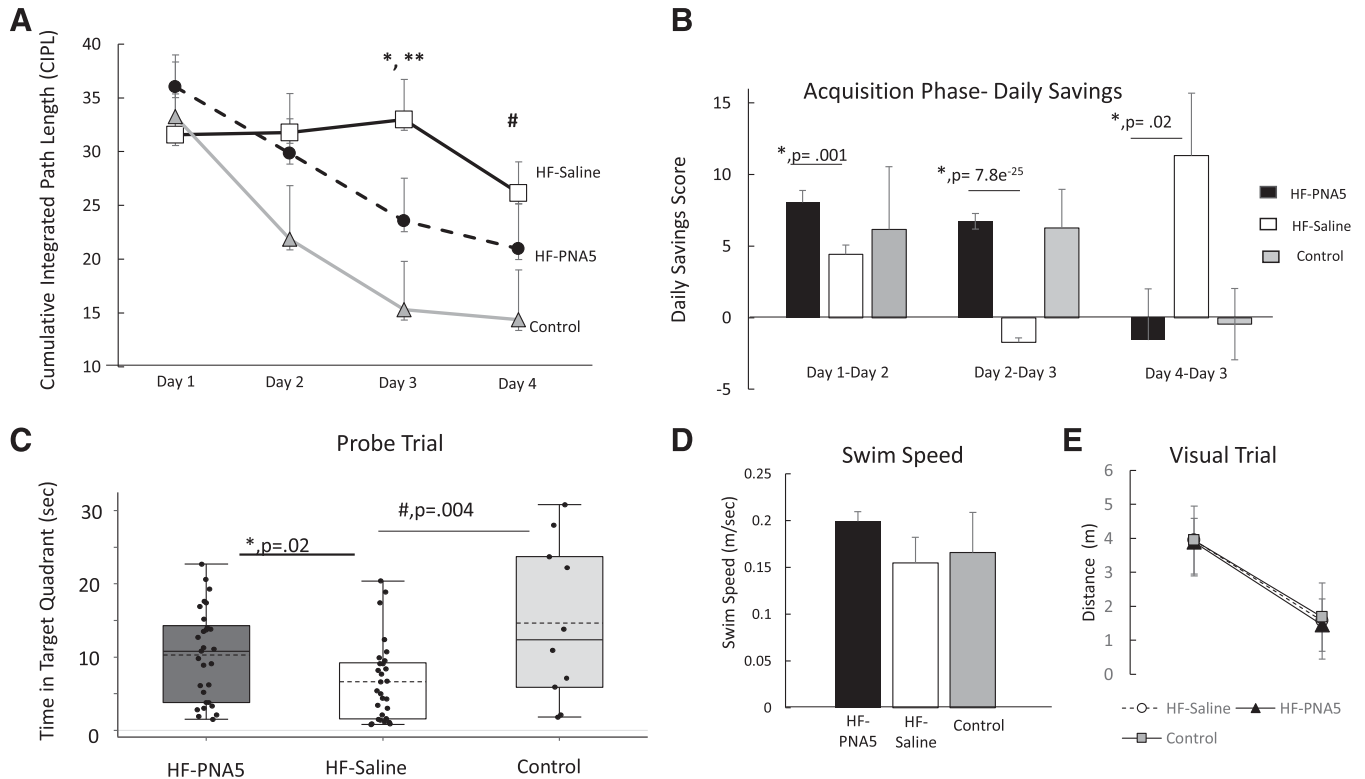 A
Cumulative Integrated Path Length (CIPL)
40
35
30
25
20
15
10
*, **
#
HF-Saline
HF-PNA5
Control
Day 1
Day 2
Day 3
Day 4
B
Acquisition Phase- Daily Savings
Daily Savings Score
15
10
5
0
-5
*,p= .001
*,p= 7.8e-25
*,p= .02
Day 1-Day 2
Day 2-Day 3
Day 4-Day 3
HF-PNA5
HF-Saline
Control
C
Probe Trial
Time in Target Quadrant (sec)
30
20
10
0
*,p=.02
#,p=.004
HF-PNA5
HF-Saline
Control
D
Swim Speed
Swim Speed (m/sec)
0.25
0.2
0.15
0.1
0.05
0
HF-
PNA5
HF-
Saline
Control
E
Visual Trial
Distance (m)
6
5
4
3
2
1
0
HF-Saline
HF-PNA5
Control